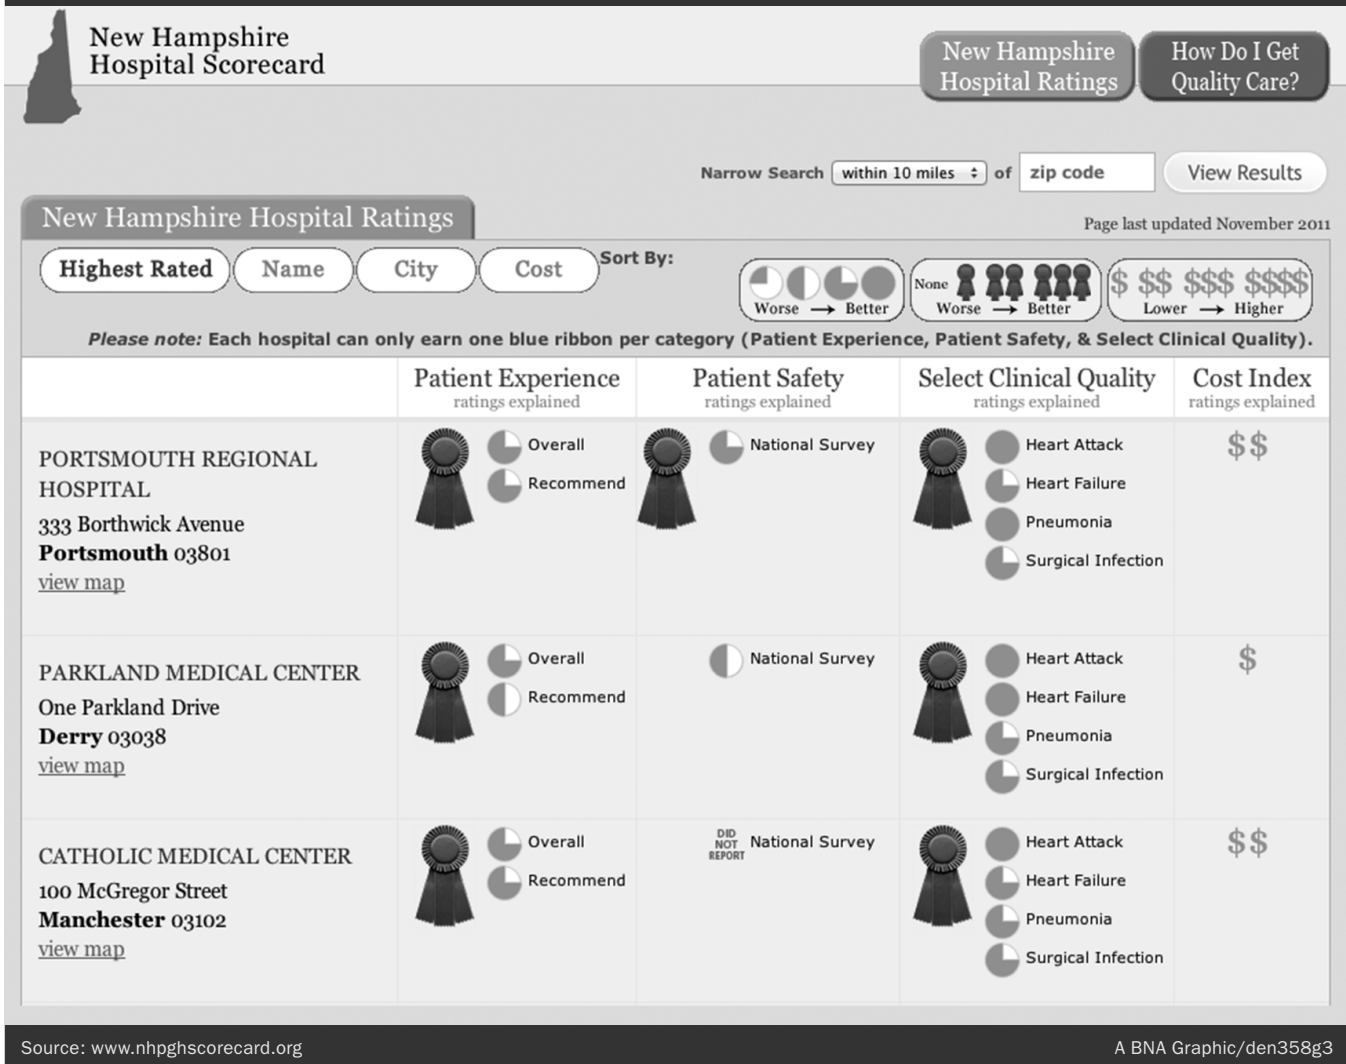 New Hampshire
Hospital Scorecard
New Hampshire
Hospital Ratings
How Do I Get
Quality Care?
Narrow Search within 10 miles of zip code View Results
New Hampshire Hospital Ratings
Page last updated November 2011
Highest Rated Name City Cost Sort By:
Worse → Better
None
Worse → Better
$ $$ $$$ $$$$
Lower → Higher
Please note: Each hospital can only earn one blue ribbon per category (Patient Experience, Patient Safety, & Select Clinical Quality).
Patient Experience
ratings explained
Patient Safety
ratings explained
Select Clinical Quality
ratings explained
Cost Index
ratings explained
PORTSMOUTH REGIONAL
HOSPITAL
333 Borthwick Avenue
Portsmouth 03801
view map
Overall
Recommend
National Survey
Heart Attack
Heart Failure
Pneumonia
Surgical Infection
$$
PARKLAND MEDICAL CENTER
One Parkland Drive
Derry 03038
view map
Overall
Recommend
National Survey
Heart Attack
Heart Failure
Pneumonia
Surgical Infection
$
CATHOLIC MEDICAL CENTER
100 McGregor Street
Manchester 03102
view map
Overall
Recommend
DID
NOT
REPORT
National Survey
Heart Attack
Heart Failure
Pneumonia
Surgical Infection
$$
Source: www.nhpghscorecard.org
A BNA Graphic/den358g3